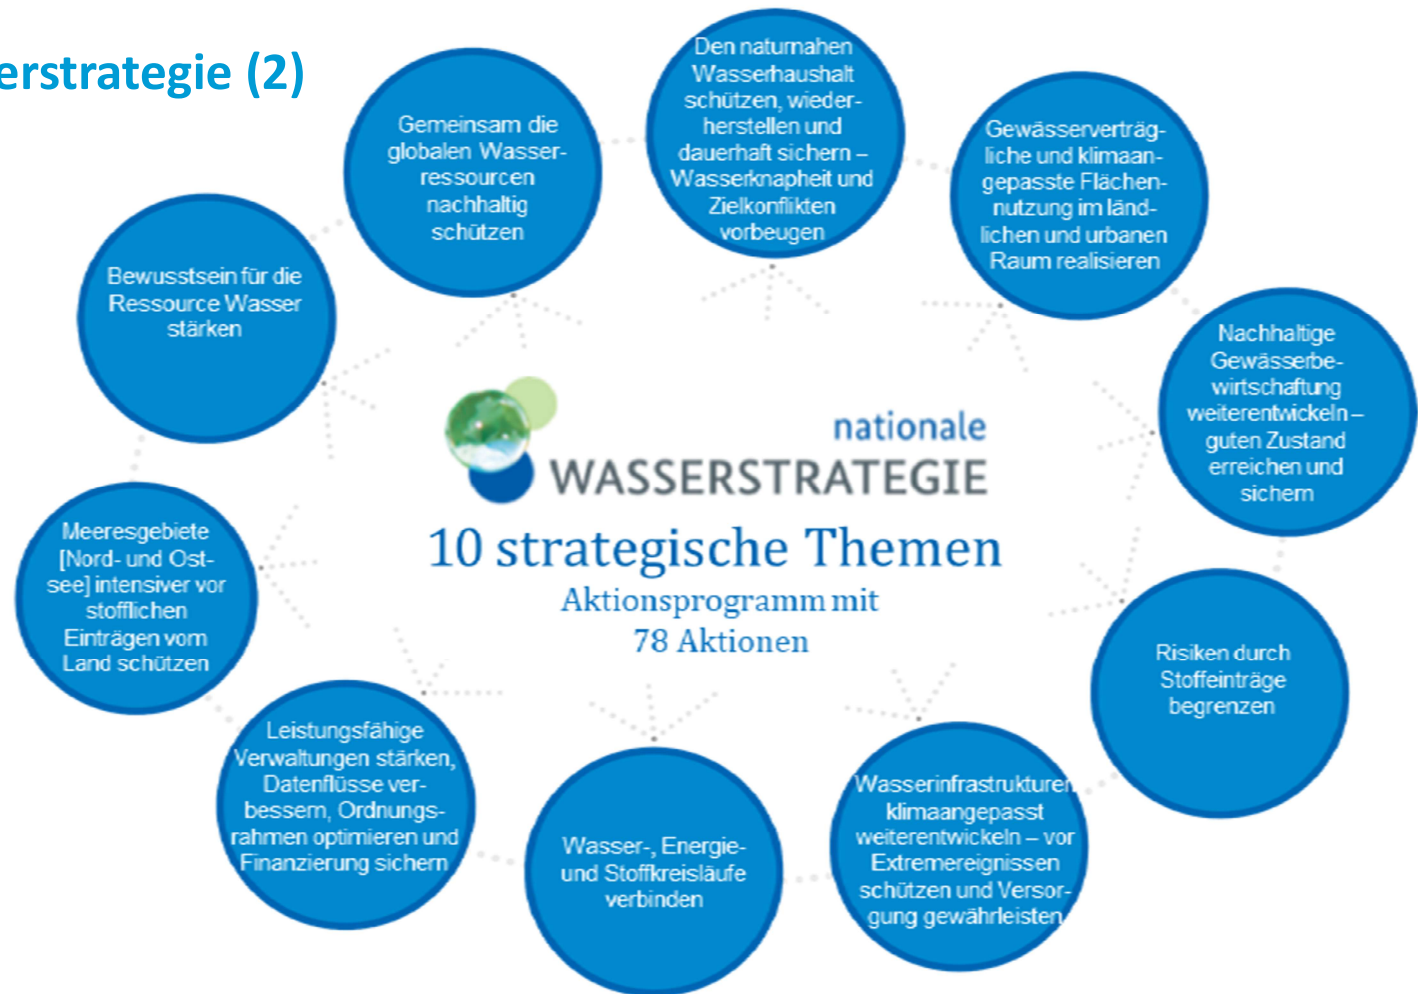 erstrategie (2)
Den naturnahen
Wasserhaushalt
schützen, wieder-
herstellen und
dauerhaft sichern –
Wasserknapheit und
Zielkonflikten
vorbeugen
Gewässerverträg-
liche und klimaan-
gepasste Flächen-
nutzung im länd-
lichen und urbanen
Raum realisieren
Nachhaltige
Gewässerbe-
wirtschaftung
weiterentwickeln –
guten Zustand
erreichen und
sichern
Risiken durch
Stoffeinträge
begrenzen
Wasserinfrastrukturen
klimaangepasst
weiterentwickeln – vor
Extremereignissen
schützen und Versor-
gung gewährleisten
Wasser-, Energie-
und Stoffkreisläufe
verbinden
Leistungsfähige
Verwaltungen stärken,
Datenflüsse ver-
bessern, Ordnungs-
rahmen optimieren und
Finanzierung sichern
Meeresgebiete
[Nord- und Ost-
see] intensiver vor
stofflichen
Einträgen vom
Land schützen
Bewusstsein für die
Ressource Wasser
stärken
Gemeinsam die
globalen Wasser-
ressourcen
nachhaltig
schützen
nationale
WASSERSTRATEGIE
10 strategische Themen
Aktionsprogramm mit
78 Aktionen